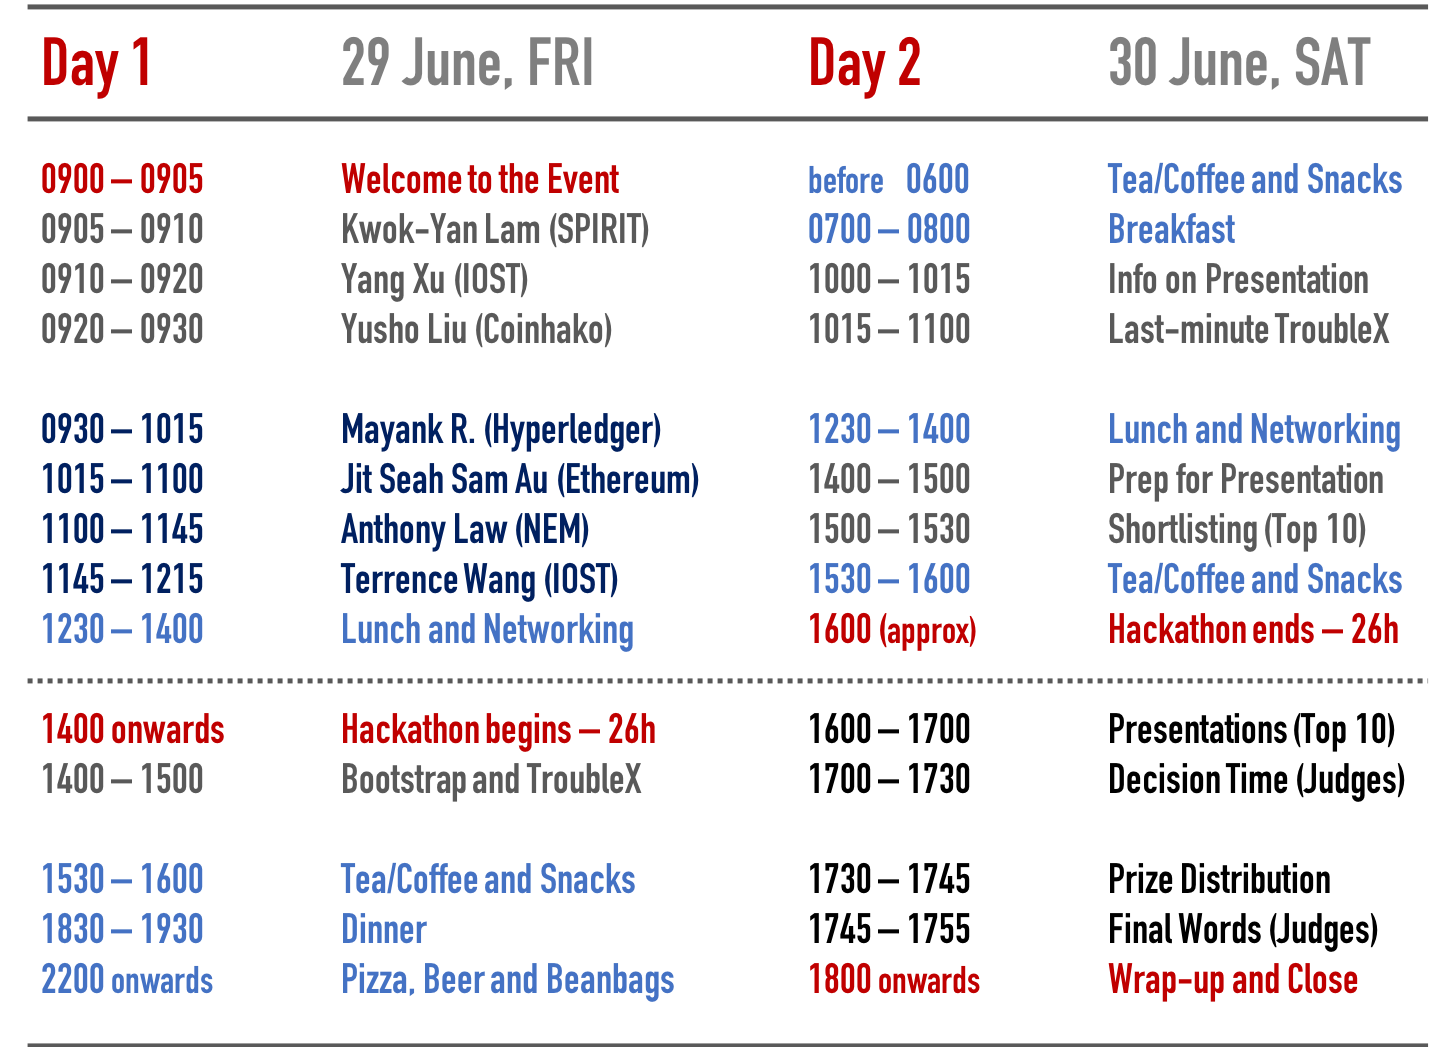 Day 1 29 June, FRI Day 2 30 June, SAT
0900 – 0905 Welcome to the Event before 0600 Tea/Coffee and Snacks
0905 – 0910 Kwok-Yan Lam (SPIRIT) 0700 – 0800 Breakfast
0910 – 0920 Yang Xu (IOST) 1000 – 1015 Info on Presentation
0920 – 0930 Yusho Liu (Coinhako) 1015 – 1100 Last-minute TroubleX
0930 – 1015 Mayank R. (Hyperledger) 1230 – 1400 Lunch and Networking
1015 – 1100 Jit Seah Sam Au (Ethereum) 1400 – 1500 Prep for Presentation
1100 – 1145 Anthony Law (NEM) 1500 – 1530 Shortlisting (Top 10)
1145 – 1215 Terrence Wang (IOST) 1530 – 1600 Tea/Coffee and Snacks
1230 – 1400 Lunch and Networking 1600 (approx) Hackathon ends – 26h
1400 onwards Hackathon begins – 26h 1600 – 1700 Presentations (Top 10)
1400 – 1500 Bootstrap and TroubleX 1700 – 1730 Decision Time (Judges)
1530 – 1600 Tea/Coffee and Snacks 1730 – 1745 Prize Distribution
1830 – 1930 Dinner 1745 – 1755 Final Words (Judges)
2200 onwards Pizza, Beer and Beanbags 1800 onwards Wrap-up and Close